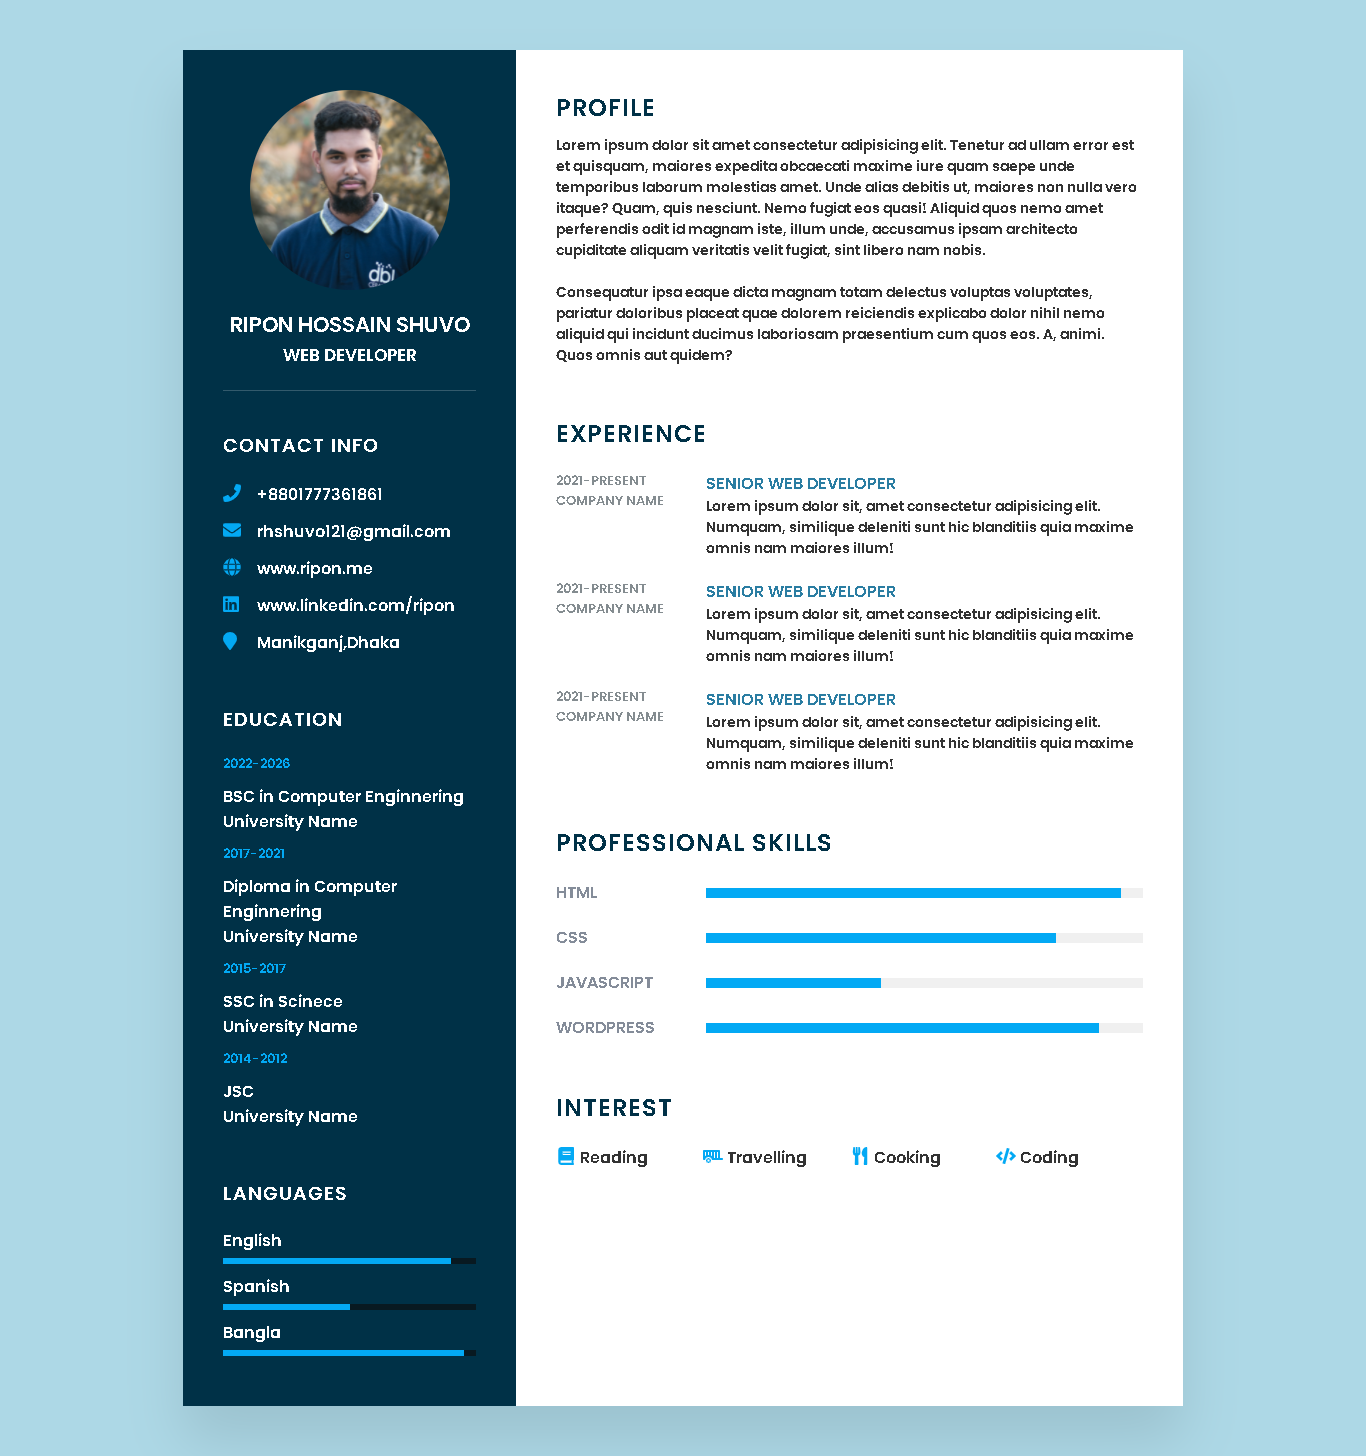 dbl
RIPON HOSSAIN SHUVO
WEB DEVELOPER
CONTACT INFO
+8801777361861
rhshuvo121@gmail.com
www.ripon.me
www.linkedin.com/ripon
Manikganj,Dhaka
EDUCATION
2022-2026
BSC in Computer Enginnering
University Name
2017-2021
Diploma in Computer
Enginnering
University Name
2015-2017
SSC in Scinece
University Name
2014-2012
JSC
University Name
LANGUAGES
English
Spanish
Bangla
PROFILE
Lorem ipsum dolor sit amet consectetur adipisicing elit. Tenetur ad ullam error est
et quisquam, maiores expedita obcaecati maxime iure quam saepe unde
temporibus laborum molestias amet. Unde alias debitis ut, maiores non nulla vero
itaque? Quam, quis nesciunt. Nemo fugiat eos quasi! Aliquid quos nemo amet
perferendis odit id magnam iste, illum unde, accusamus ipsam architecto
cupiditate aliquam veritatis velit fugiat, sint libero nam nobis.
Consequatur ipsa eaque dicta magnam totam delectus voluptas voluptates,
pariatur doloribus placeat quae dolorem reiciendis explicabo dolor nihil nemo
aliquid qui incidunt ducimus laboriosam praesentium cum quos eos. A, animi.
Quos omnis aut quidem?
EXPERIENCE
2021-PRESENT
COMPANY NAME
SENIOR WEB DEVELOPER
Lorem ipsum dolor sit, amet consectetur adipisicing elit.
Numquam, similique deleniti sunt hic blanditiis quia maxime
omnis nam maiores illum!
2021-PRESENT
COMPANY NAME
SENIOR WEB DEVELOPER
Lorem ipsum dolor sit, amet consectetur adipisicing elit.
Numquam, similique deleniti sunt hic blanditiis quia maxime
omnis nam maiores illum!
2021-PRESENT
COMPANY NAME
SENIOR WEB DEVELOPER
Lorem ipsum dolor sit, amet consectetur adipisicing elit.
Numquam, similique deleniti sunt hic blanditiis quia maxime
omnis nam maiores illum!
PROFESSIONAL SKILLS
HTML
CSS
JAVASCRIPT
WORDPRESS
INTEREST
Reading Travelling Cooking Coding